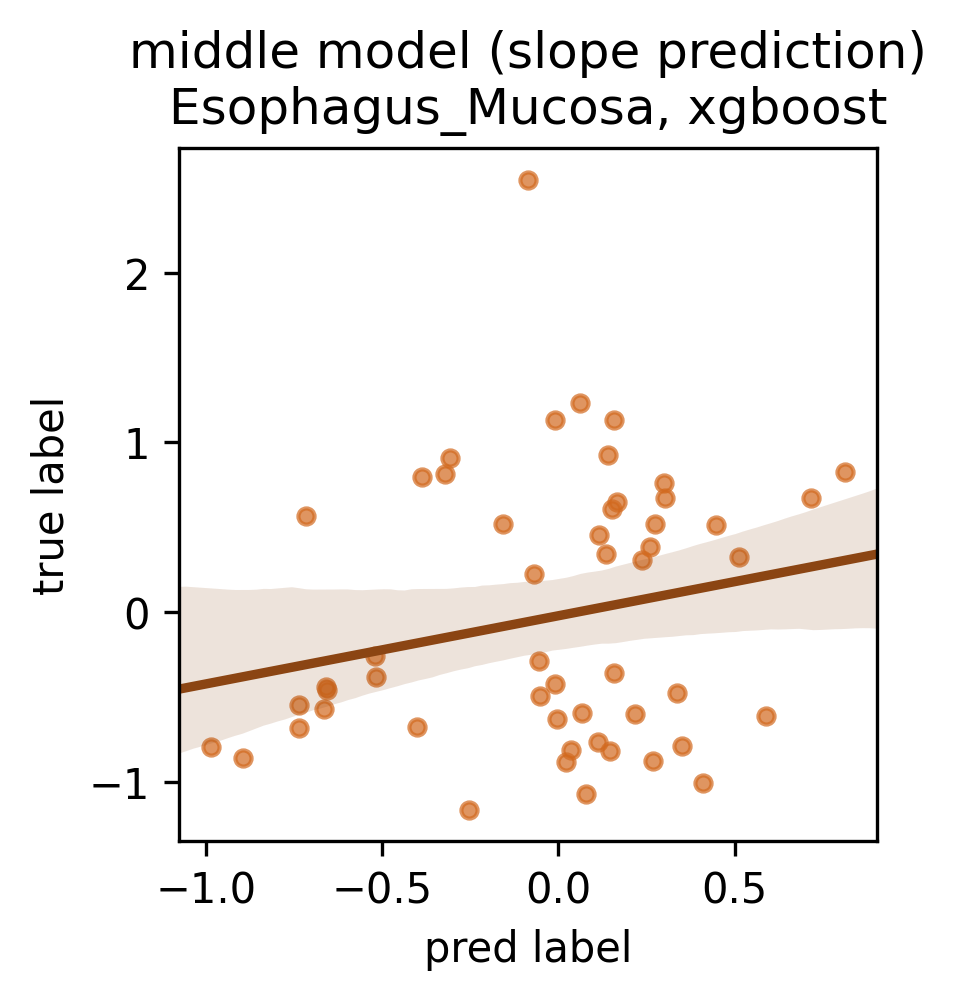 middle model (slope prediction)
Esophagus_Mucosa, xgboost
2
1
0
−1
true label
−1.0
−0.5
0.0
0.5
pred label